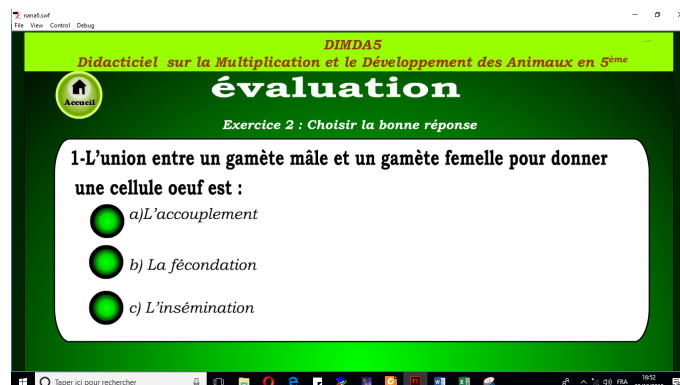 nana6.swf
File View Control Debug
DIMDA5
Didacticiel sur la Multiplication et le Développement des Animaux en 5ème
Accueil
évaluation
Exercice 2 : Choisir la bonne réponse
1-L'union entre un gamète mâle et un gamète femelle pour donner
une cellule oeuf est :
a)L'accouplement
b) La fécondation
c) L'insémination
Taper ici pour rechercher
FRA
16:52